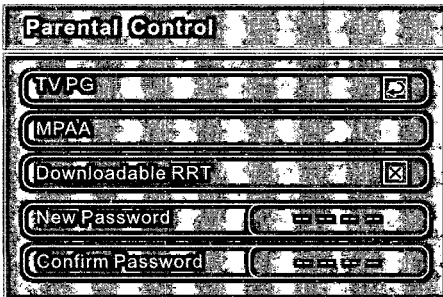 Parental Control
TV PG
MPAA
Downloadable RRT
New Password
Confirm Password